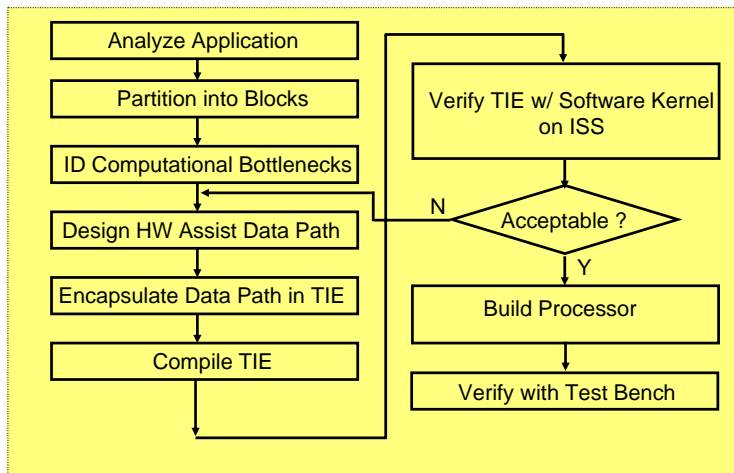 Analyze Application
Partition into Blocks
ID Computational Bottlenecks
Design HW Assist Data Path
Encapsulate Data Path in TIE
Compile TIE
Verify TIE w/ Software Kernel
on ISS
N
Acceptable ?
Y
Build Processor
Verify with Test Bench